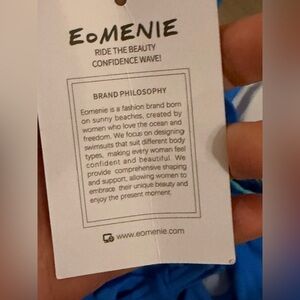 EOMENIE
RIDE THE BEAUTY
CONFIDENCE WAVE!
BRAND PHILOSOPHY
Eomenie is a fashion brand born
on sunny beaches, created by
women who love the ocean and
freedom. We focus on designing
swimsuits that suit different body
types, making every woman feel
confident and beautiful. We
provide comprehensive shaping
and support, allowing women to
embrace their unique beauty and
enjoy the present moment.
www.eomenie.com